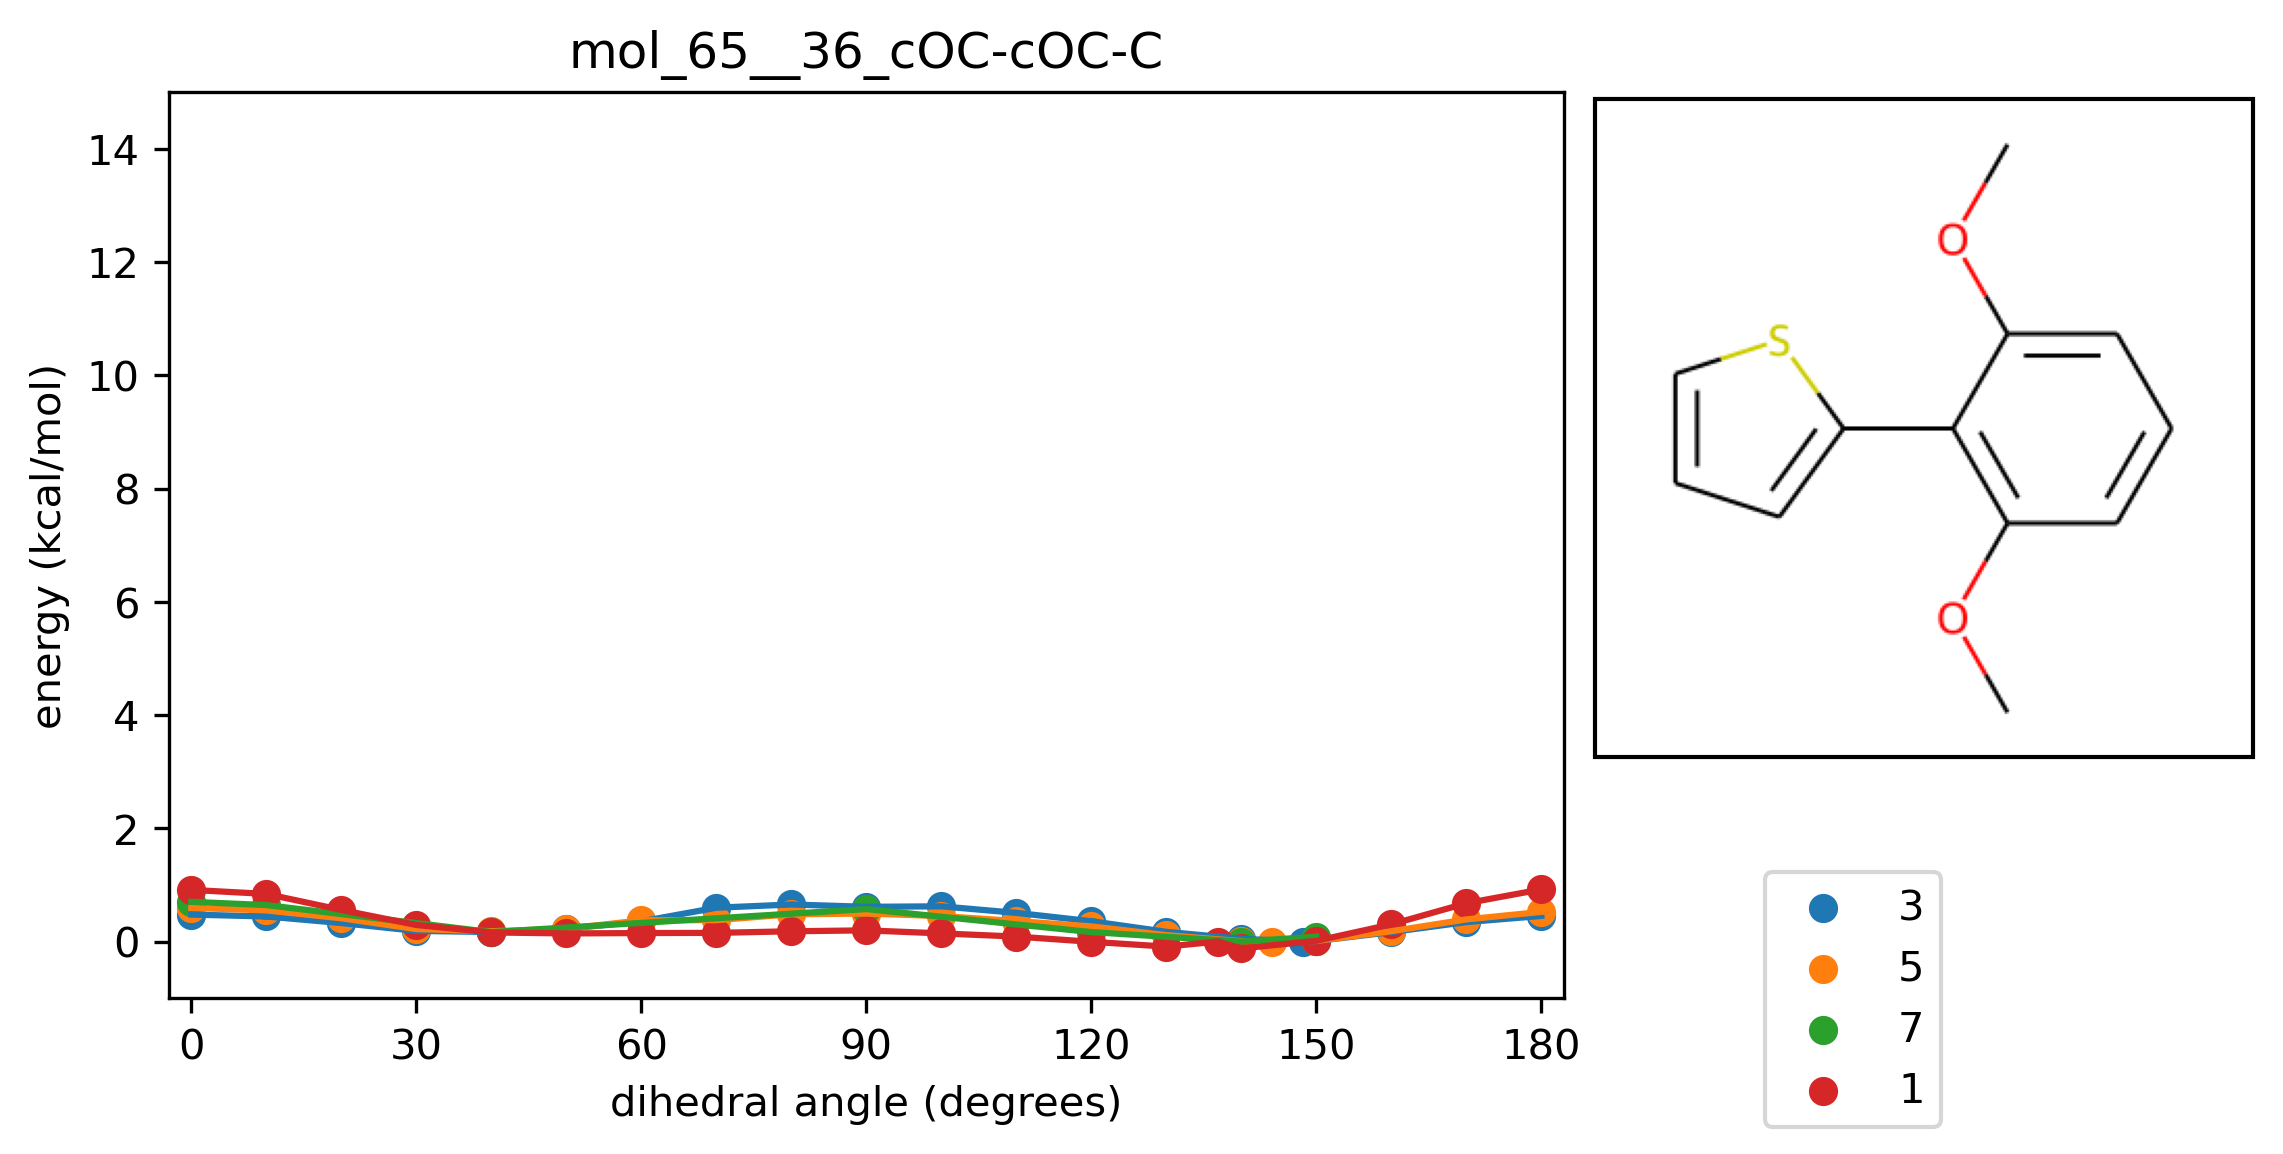 mol_65__36_cOC-cOC-C
energy (kcal/mol)
14
12
10
8
6
4
2
0
0 30 60 90 120 150 180
dihedral angle (degrees)
O
S
O
3
5
7
1